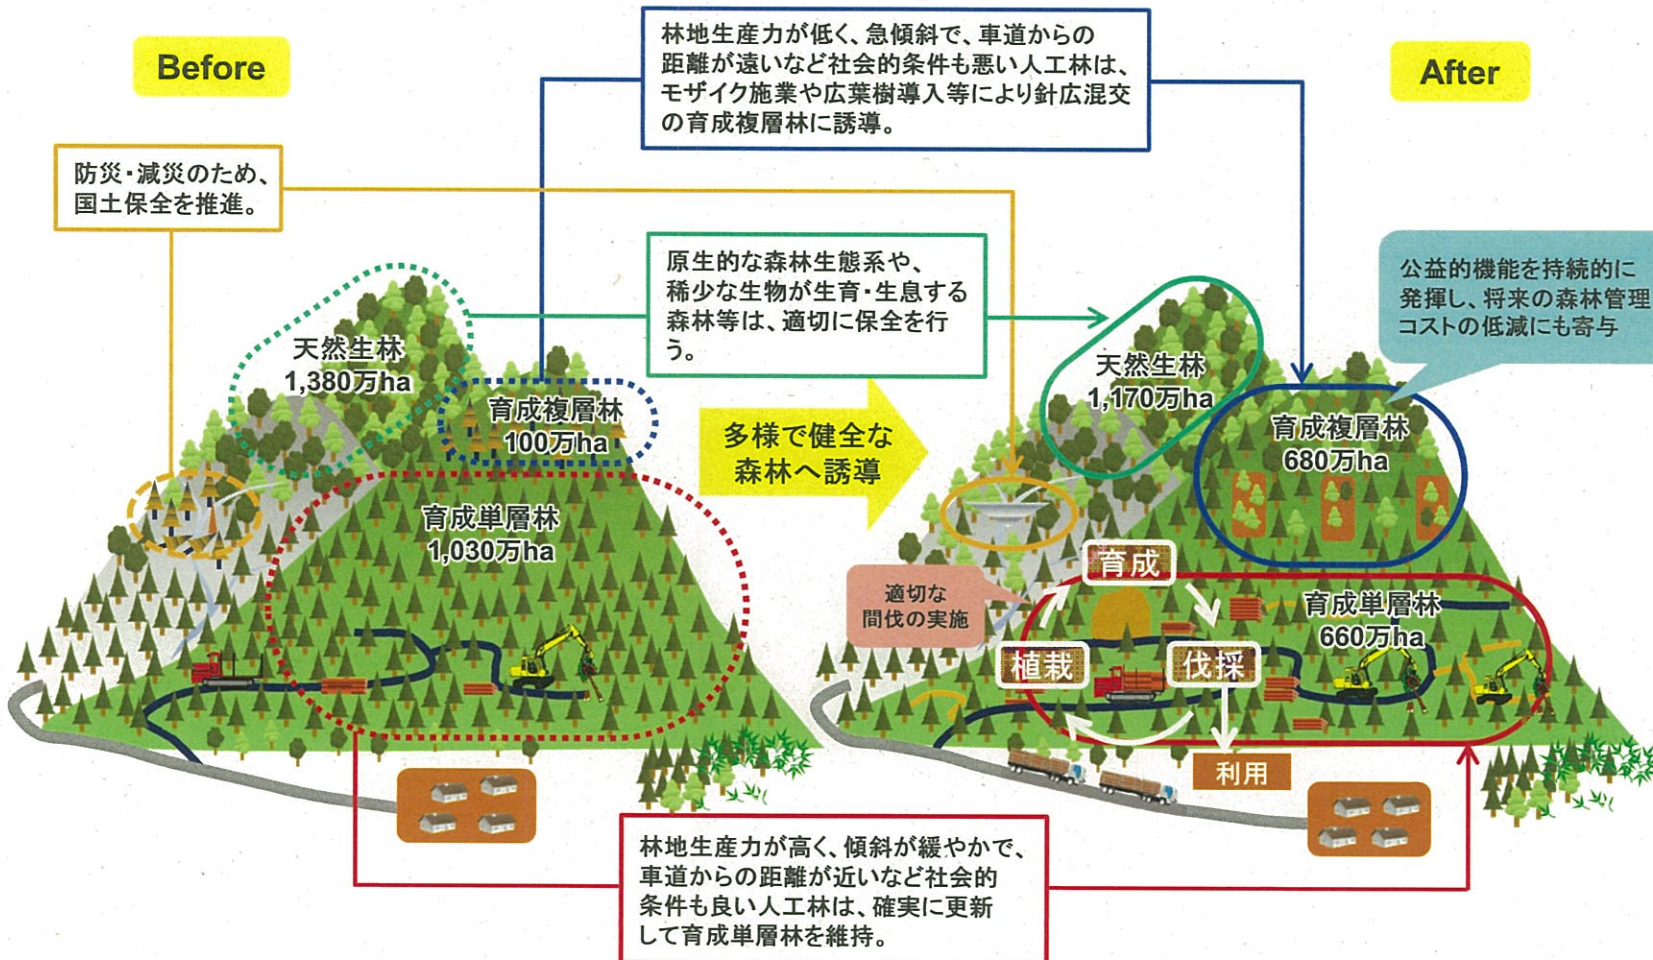 Before
After
林地生産力が低く、急傾斜で、車道からの
距離が遠いなど社会的条件も悪い人工林は、
モザイク施業や広葉樹導入等により針広混交
の育成複層林に誘導。
防災・減災のため、
国土保全を推進。
原生的な森林生態系や、
稀少な生物が生育・生息する
森林等は、適切に保全を行
う。
公益的機能を持続的に
発揮し、将来の森林管理
コストの低減にも寄与
天然生林
1,380万ha
育成複層林
100万ha
育成単層林
1,030万ha
多様で健全な
森林へ誘導
天然生林
1,170万ha
育成複層林
680万ha
育成
適切な
間伐の実施
育成単層林
660万ha
植栽
伐採
利用
林地生産力が高く、傾斜が緩やかで、
車道からの距離が近いなど社会的
条件も良い人工林は、確実に更新
して育成単層林を維持。